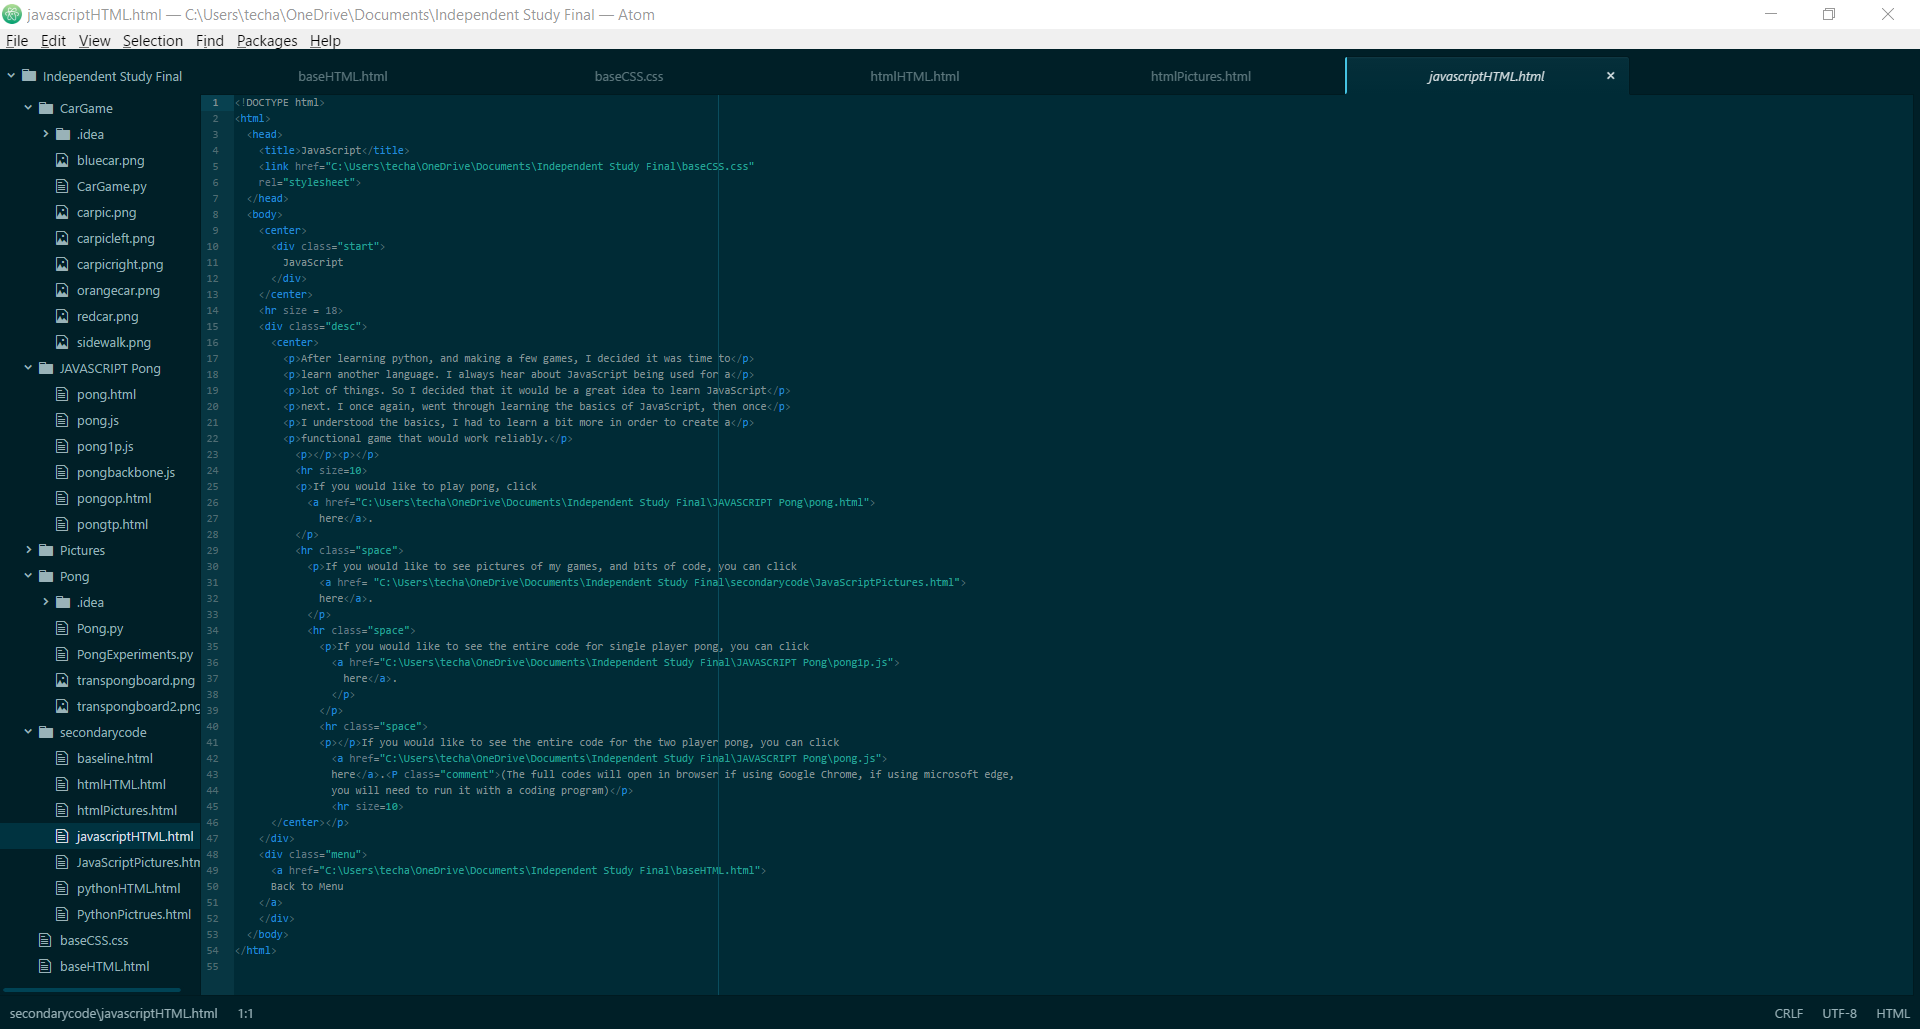 javascriptHTML.html — C:\Users\techa\OneDrive\Documents\Independent Study Final — Atom
File Edit View Selection Find Packages Help
Independent Study Final
CarGame
.idea
bluecar.png
CarGame.py
carpic.png
carpicleft.png
carpicright.png
orangecar.png
redcar.png
sidewalk.png
JAVASCRIPT Pong
pong.html
pong.js
pong1p.js
pongbackbone.js
pongop.html
pongtp.html
Pictures
Pong
.idea
Pong.py
PongExperiments.py
transpongboard.png
transpongboard2.png
secondarycode
baseline.html
htmlHTML.html
htmlPictures.html
javascriptHTML.html
JavaScriptPictures.htm
pythonHTML.html
PythonPictrues.html
baseCSS.css
baseHTML.html
baseHTML.html baseCSS.css htmlHTML.html htmlPictures.html javascriptHTML.html ×
1 <!DOCTYPE html>
2 <html>
3 <head>
4 <title>JavaScript</title>
5 <link href="C:\Users\techa\OneDrive\Documents\Independent Study Final\baseCSS.css"
6 rel="stylesheet">
7 </head>
8 <body>
9 <center>
10 <div class="start">
11 JavaScript
12 </div>
13 </center>
14 <hr size = 18>
15 <div class="desc">
16 <center>
17 <p>After learning python, and making a few games, I decided it was time to</p>
18 <p>learn another language. I always hear about JavaScript being used for a</p>
19 <p>lot of things. So I decided that it would be a great idea to learn JavaScript</p>
20 <p>next. I once again, went through learning the basics of JavaScript, then once</p>
21 <p>I understood the basics, I had to learn a bit more in order to create a</p>
22 <p>functional game that would work reliably.</p>
23 <p></p><p></p>
24 <hr size=10>
25 <p>If you would like to play pong, click
26 <a href="C:\Users\techa\OneDrive\Documents\Independent Study Final\JAVASCRIPT Pong\pong.html">
27 here</a>.
28 </p>
29 <hr class="space">
30 <p>If you would like to see pictures of my games, and bits of code, you can click
31 <a href= "C:\Users\techa\OneDrive\Documents\Independent Study Final\secondarycode\JavaScriptPictures.html">
32 here</a>.
33 </p>
34 <hr class="space">
35 <p>If you would like to see the entire code for single player pong, you can click
36 <a href="C:\Users\techa\OneDrive\Documents\Independent Study Final\JAVASCRIPT Pong\pong1p.js">
37 here</a>.
38 </p>
39 </p>
40 <hr class="space">
41 <p></p>If you would like to see the entire code for the two player pong, you can click
42 <a href="C:\Users\techa\OneDrive\Documents\Independent Study Final\JAVASCRIPT Pong\pong.js">
43 here</a>.<P class="comment">(The full codes will open in browser if using Google Chrome, if using microsoft edge,
44 you will need to run it with a coding program)</p>
45 <hr size=10>
46 </center></p>
47 </div>
48 <div class="menu">
49 <a href="C:\Users\techa\OneDrive\Documents\Independent Study Final\baseHTML.html">
50 Back to Menu
51 </a>
52 </div>
53 </body>
54 </html>
55
secondarycode\javascriptHTML.html 1:1 CRLF UTF-8 HTML